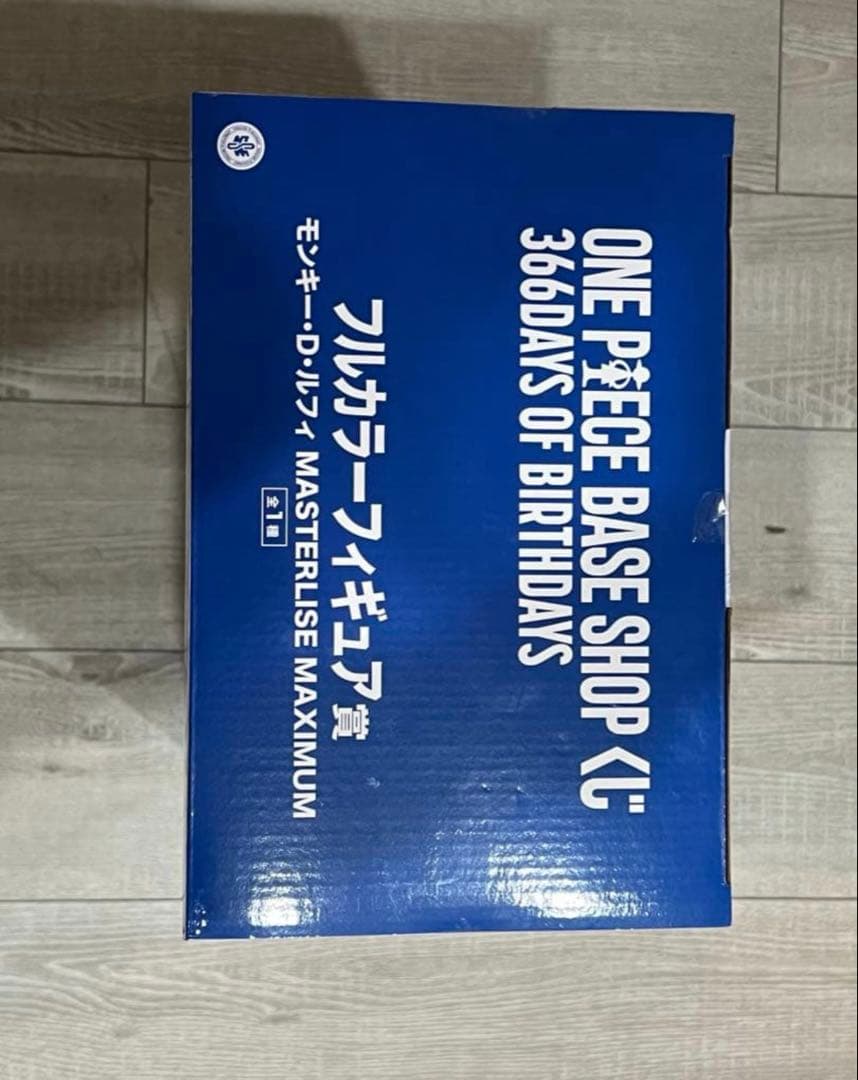 ONE PIECE BASE SHOP くじ
366DAYS OF BIRTHDAYS
フルカラーフィギュア賞
モンキー・D・ルフィ MASTERLISE MAXIMUM
全1種